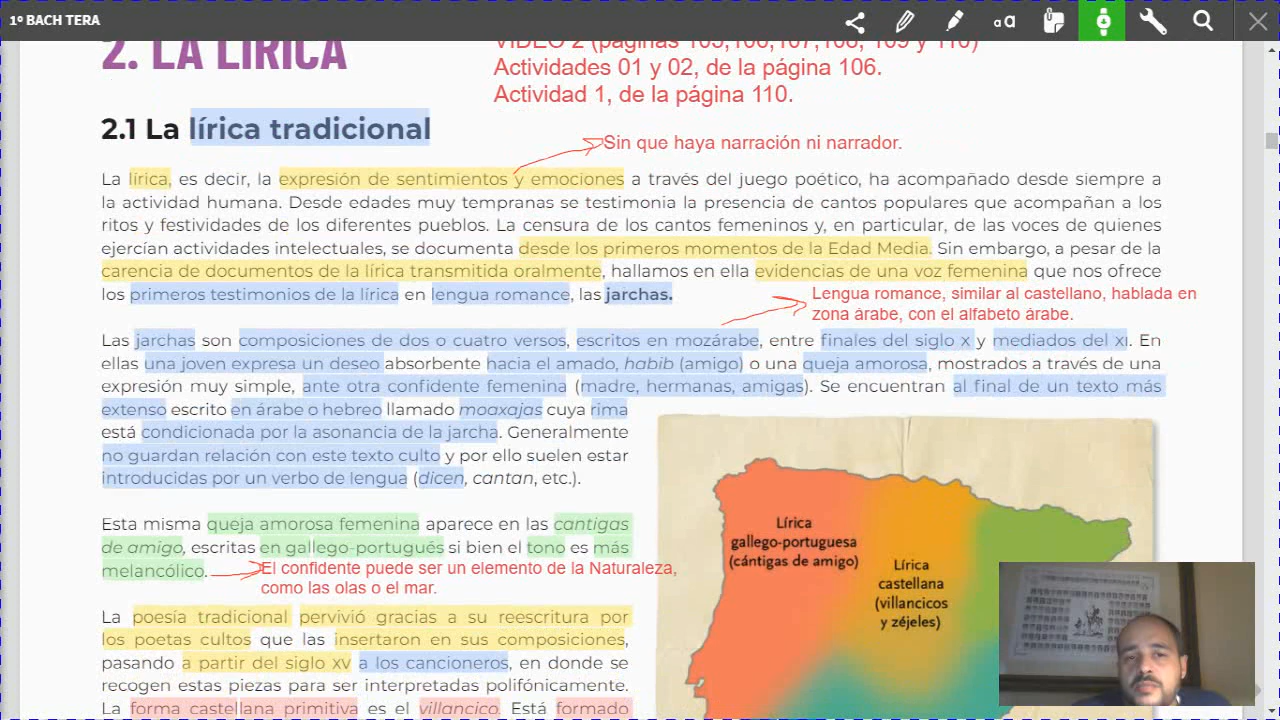 1º BACH TERA
aA
2. LA LÍRICA
VÍDEO 2 (páginas 105,106,107,108, 109 y 110)
Actividades 01 y 02, de la página 106.
Actividad 1, de la página 110.
2.1 La lírica tradicional
Sin que haya narración ni narrador.
La lírica, es decir, la expresión de sentimientos y emociones a través del juego poético, ha acompañado desde siempre a
la actividad humana. Desde edades muy tempranas se testimonia la presencia de cantos populares que acompañan a los
ritos y festividades de los diferentes pueblos. La censura de los cantos femeninos y, en particular, de las voces de quienes
ejercían actividades intelectuales, se documenta desde los primeros momentos de la Edad Media. Sin embargo, a pesar de la
carencia de documentos de la lírica transmitida oralmente, hallamos en ella evidencias de una voz femenina que nos ofrece
los primeros testimonios de la lírica en lengua romance, las jarchas.
Lengua romance, similar al castellano, hablada en
zona árabe, con el alfabeto árabe.
Las jarchas son composiciones de dos o cuatro versos, escritos en mozárabe, entre finales del siglo x y mediados del xi. En
ellas una joven expresa un deseo absorbente hacia el amado, habib (amigo) o una queja amorosa, mostrados a través de una
expresión muy simple, ante otra confidente femenina (madre, hermanas, amigas). Se encuentran al final de un texto más
extenso escrito en árabe o hebreo llamado moaxajas cuya rima
está condicionada por la asonancia de la jarcha. Generalmente
no guardan relación con este texto culto y por ello suelen estar
introducidas por un verbo de lengua (dicen, cantan, etc.).
Esta misma queja amorosa femenina aparece en las cantigas
de amigo, escritas en gallego-portugués si bien el tono es más
melancólico.
El confidente puede ser un elemento de la Naturaleza,
como las olas o el mar.
La poesía tradicional pervivió gracias a su reescritura por
los poetas cultos que las insertaron en sus composiciones,
pasando a partir del siglo xv a los cancioneros, en donde se
recogen estas piezas para ser interpretadas polifónicamente.
La forma castellana primitiva es el villancico. Está formado
Lírica
gallego-portuguesa
(cántigas de amigo)
Lírica
castellana
(villancicos
y zéjeles)